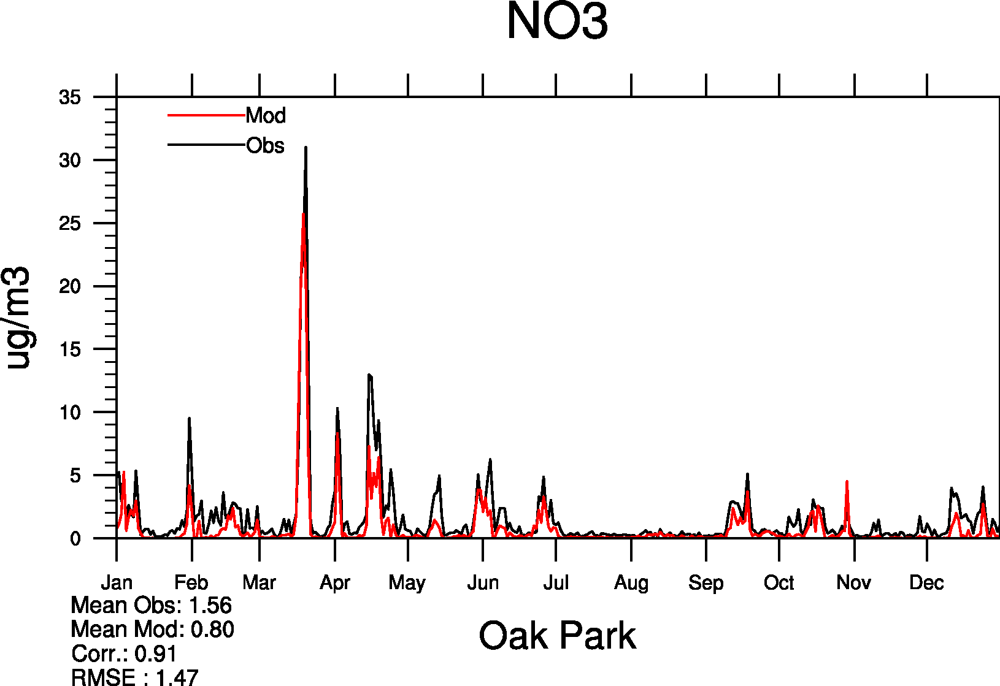 NO3
35
Mod
Obs
30
25
20
15
10
5
0
ug/m3
Jan Feb Mar Apr May Jun Jul Aug Sep Oct Nov Dec
Mean Obs: 1.56
Mean Mod: 0.80
Corr.: 0.91
RMSE : 1.47
Oak Park